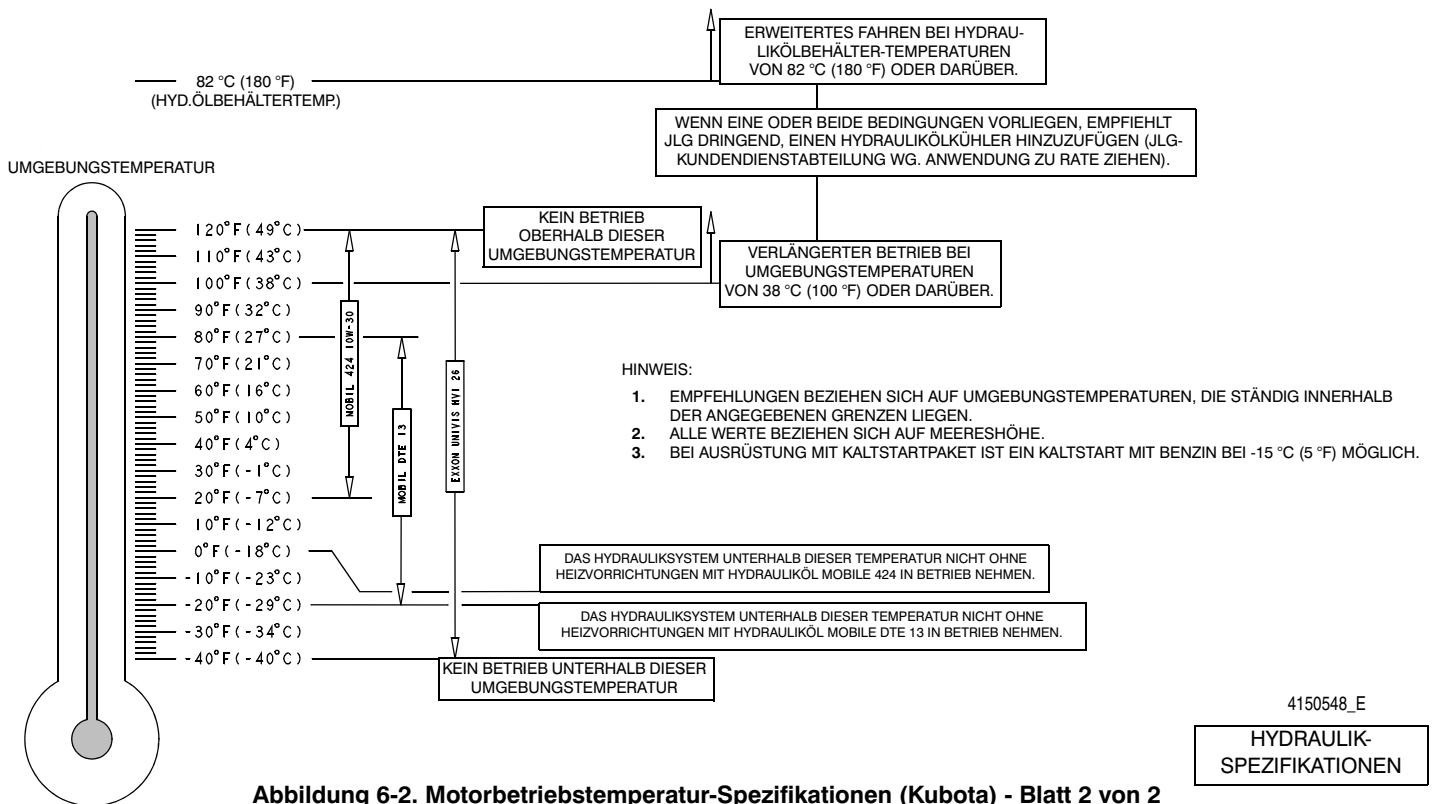 ERWEITERTES FAHREN BEI HYDRAU-
LIKÖLBEHÄLTER-TEMPERATUREN
VON 82 °C (180 °F) ODER DARÜBER.
82 °C (180 °F)
(HYD.ÖLBEHÄLTERTEMP.)
WENN EINE ODER BEIDE BEDINGUNGEN VORLIEGEN, EMPFIEHLT
JLG DRINGEND, EINEN HYDRAULIKÖLKÜHLER HINZUZUFÜGEN (JLG-
KUNDENDIENSTABTEILUNG WG. ANWENDUNG ZU RATE ZIEHEN).
UMGEBUNGSTEMPERATUR
KEIN BETRIEB
OBERHALB DIESER
UMGEBUNGSTEMPERATUR
VERLÄNGERTER BETRIEB BEI
UMGEBUNGSTEMPERATUREN
VON 38 °C (100 °F) ODER DARÜBER.
120°F(49°C)
110°F(43°C)
100°F(38°C)
90°F(32°C)
80°F(27°C)
70°F(21°C)
60°F(16°C)
50°F(10°C)
40°F(4°C)
30°F(-1°C)
20°F(-7°C)
10°F(-12°C)
0°F(-18°C)
-10°F(-23°C)
-20°F(-29°C)
-30°F(-34°C)
-40°F(-40°C)
MOBIL 424 10W-30
MOBIL DTE 13
EXXON UNIVIS HVI 26
HINWEIS:
1. EMPFEHLUNGEN BEZIEHEN SICH AUF UMGEBUNGSTEMPERATUREN, DIE STÄNDIG INNERHALB
DER ANGEGEBENEN GRENZEN LIEGEN.
2. ALLE WERTE BEZIEHEN SICH AUF MEERESHÖHE.
3. BEI AUSRÜSTUNG MIT KALTSTARTPAKET IST EIN KALTSTART MIT BENZIN BEI -15 °C (5 °F) MÖGLICH.
DAS HYDRAULIKSYSTEM UNTERHALB DIESER TEMPERATUR NICHT OHNE
HEIZVORRICHTUNGEN MIT HYDRAULIKÖL MOBILE 424 IN BETRIEB NEHMEN.
DAS HYDRAULIKSYSTEM UNTERHALB DIESER TEMPERATUR NICHT OHNE
HEIZVORRICHTUNGEN MIT HYDRAULIKÖL MOBILE DTE 13 IN BETRIEB NEHMEN.
KEIN BETRIEB UNTERHALB DIESER
UMGEBUNGSTEMPERATUR
4150548_E
HYDRAULIK-
SPEZIFIKATIONEN
Abbildung 6-2. Motorbetriebstemperatur-Spezifikationen (Kubota) - Blatt 2 von 2